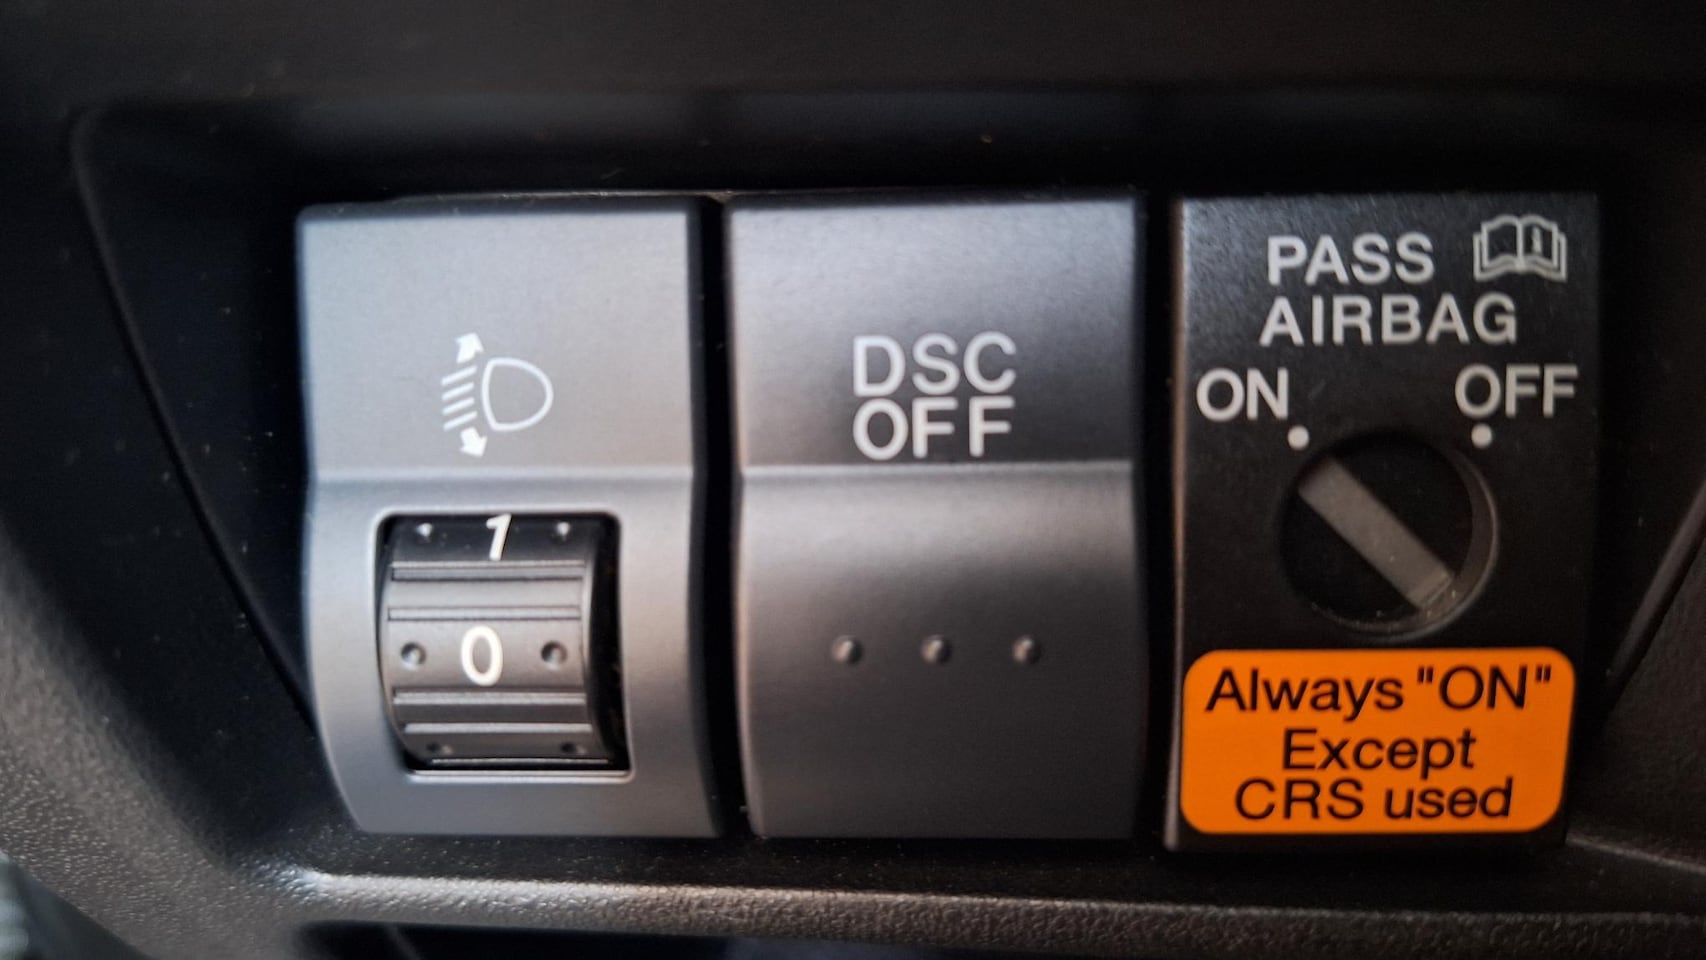 1
0
DSC
OFF
PASS
AIRBAG
ON OFF
Always "ON"
Except
CRS used